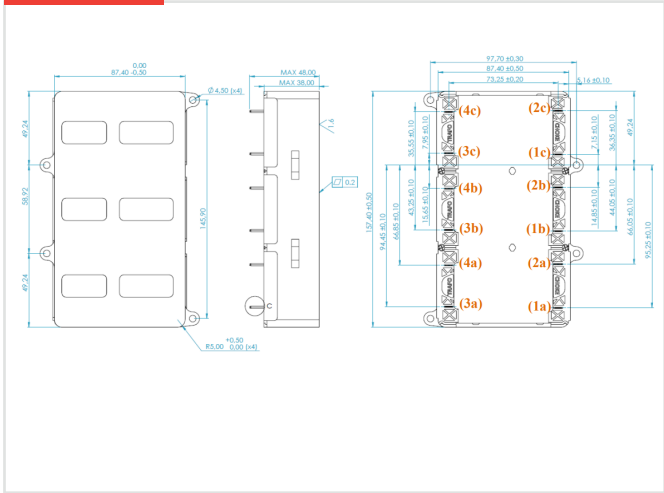 0.00
87.40 -0.50
Ø4,50 (x4)
49,24
58,92
49,24
145,90
+0,50
R5,00 0,00 (x4)
MAX 48,00
MAX 38,00
1.6
0.2
C
97,70 ±0,30
87,40 ±0,50
73,25 ±0,20
5,16 ±0,10
(4c)
(2c)
(3c)
(1c)
(4b)
(2b)
(3b)
(1b)
(4a)
(2a)
(3a)
(1a)
35,55 ±0,10
7,95 ±0,10
7,15 ±0,10
36,35 ±0,10
49,24
157,40 ±0,50
94,45 ±0,10
66,85 ±0,10
43,25 ±0,10
15,65 ±0,10
14,85 ±0,10
44,05 ±0,10
66,05 ±0,10
95,25 ±0,10
TRAFO
TRAFO
TRAFO